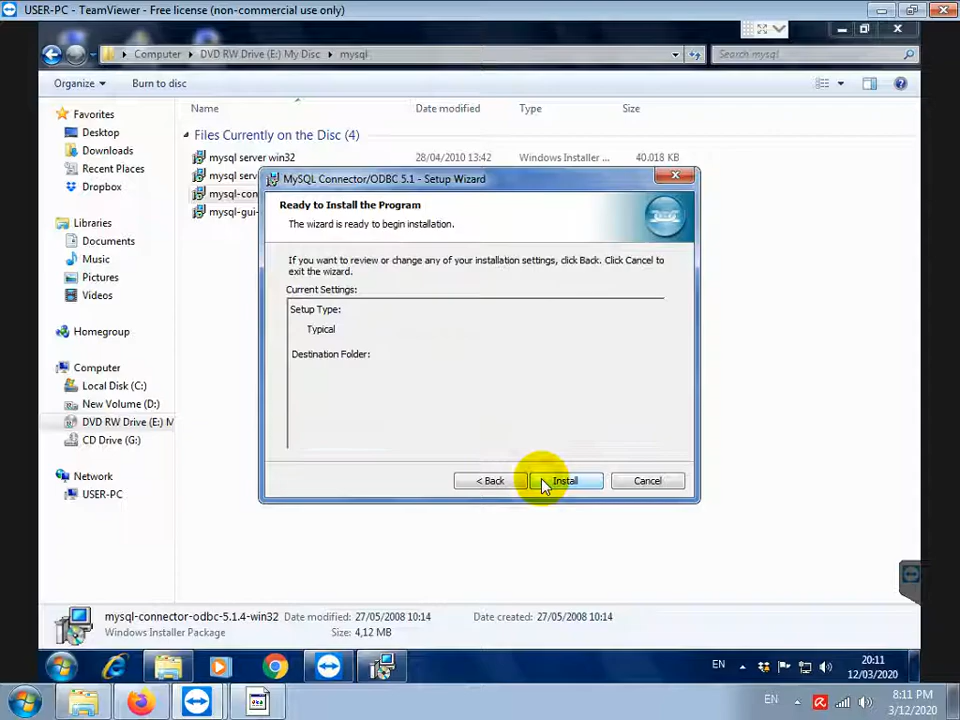 USER-PC - TeamViewer - Free license (non-commercial use only)
Computer DVD RW Drive (E:) My Disc mysql
Search mysql
Organize Burn to disc
Name Date modified Type Size
Favorites
Desktop
Downloads
Recent Places
Dropbox
Libraries
Documents
Music
Pictures
Videos
Homegroup
Computer
Local Disk (C:)
New Volume (D:)
DVD RW Drive (E:) M
CD Drive (G:)
Network
USER-PC
Files Currently on the Disc (4)
mysql server win32 28/04/2010 13:42 Windows Installer ... 40.018 KB
mysql serv
mysql-con
mysql-gui-
MySQL Connector/ODBC 5.1 - Setup Wizard
Ready to Install the Program
The wizard is ready to begin installation.
If you want to review or change any of your installation settings, click Back. Click Cancel to
exit the wizard.
Current Settings:
Setup Type:
Typical
Destination Folder:
< Back Install Cancel
mysql-connector-odbc-5.1.4-win32 Date modified: 27/05/2008 10:14 Date created: 27/05/2008 10:14
Windows Installer Package Size: 4,12 MB
EN 20:11
12/03/2020
EN 8:11 PM
3/12/2020